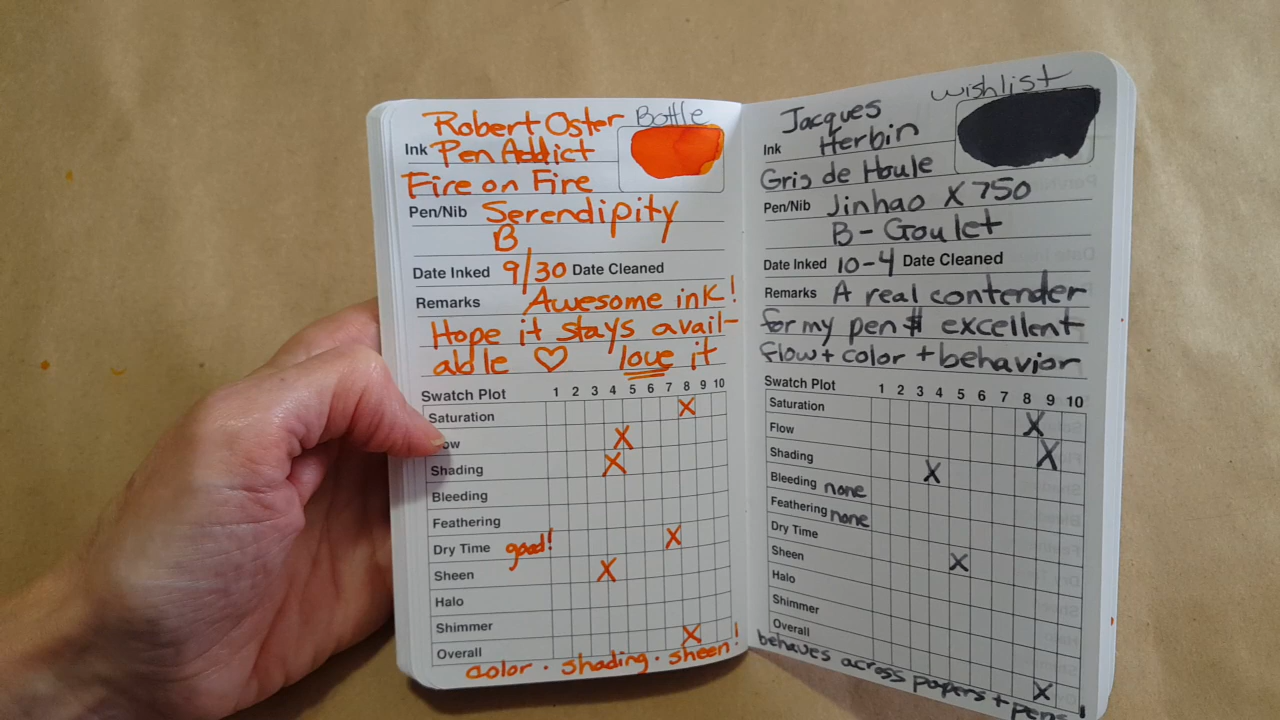 Bottle
Robert Oster
Ink Pen Addict
Fire on Fire
Pen/Nib Serendipity
B
Date Inked 9/30 Date Cleaned
Remarks Awesome ink!
Hope it stays avail-
able ♡ love it
Swatch Plot 1 2 3 4 5 6 7 8 9 10
Saturation X
ow X
Shading X
Bleeding
Feathering
Dry Time good! X
Sheen X
Halo
Shimmer
Overall X
color · shading · sheen!
wishlist
Jacques
Ink Herbin
Gris de Houle
Pen/Nib Jinhao X750
B - Goulet
Date Inked 10-4 Date Cleaned
Remarks A real contender
for my pen $ excellent
flow + color + behavior
Swatch Plot 1 2 3 4 5 6 7 8 9 10
Saturation X
Flow X
Shading X
Bleeding none
Feathering none
Dry Time
Sheen X
Halo
Shimmer
Overall X
behaves across papers + pens!